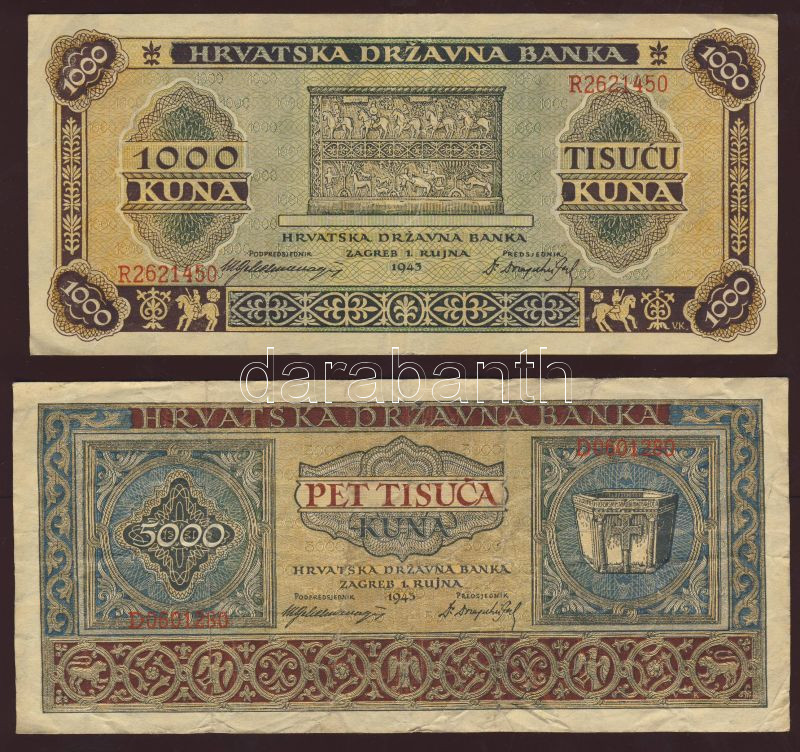 HRVATSKA DRŽAVNA BANKA
1000
1000
R2621450
1000
KUNA
TISUĆU
KUNA
HRVATSKA DRŽAVNA BANKA
PODPREDSJEDNIK
ZAGREB 1. RUJNA
PREDSJEDNIK
1943
R2621450
1000
1000
V.K.
darabanth
HRVATSKA DRŽAVNA BANKA
D0601280
PET TISUĆA
KUNA
5000
HRVATSKA DRŽAVNA BANKA
ZAGREB 1. RUJNA
PODPREDSJEDNIK
1943
PREDSJEDNIK
D0601280